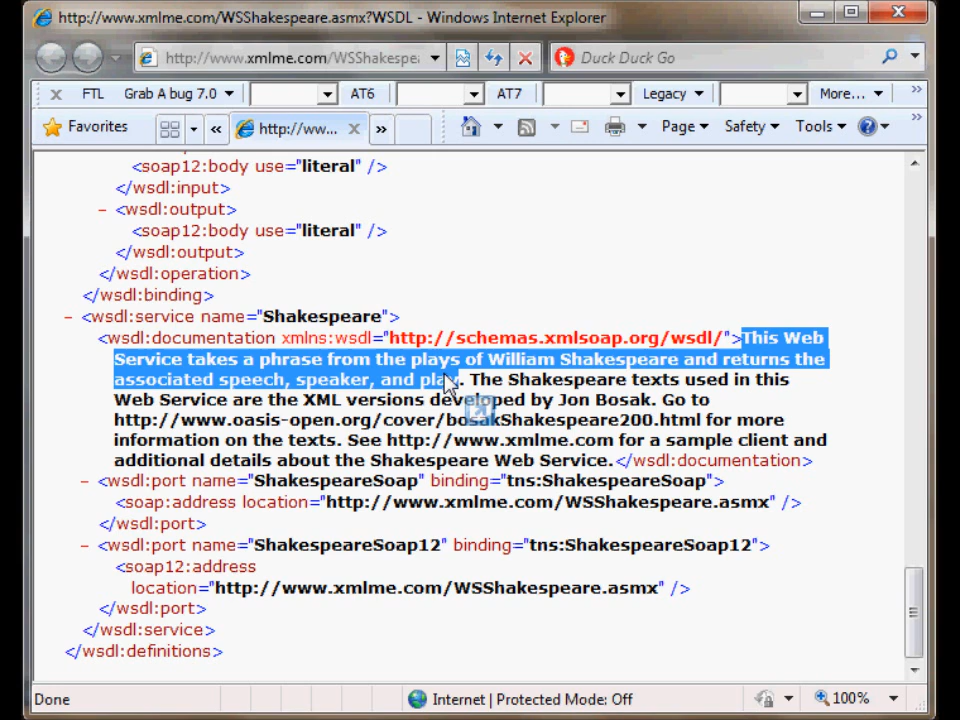 http://www.xmlme.com/WSShakespeare.asmx?WSDL - Windows Internet Explorer
http://www.xmlme.com/WSShakespea
Duck Duck Go
x FTL Grab A bug 7.0 AT6 AT7 Legacy More... »
Favorites « http://ww... x » Page Safety Tools »
<soap12:body use="literal" />
</wsdl:input>
– <wsdl:output>
<soap12:body use="literal" />
</wsdl:output>
</wsdl:operation>
</wsdl:binding>
– <wsdl:service name="Shakespeare">
<wsdl:documentation xmlns:wsdl="http://schemas.xmlsoap.org/wsdl/">This Web
Service takes a phrase from the plays of William Shakespeare and returns the
associated speech, speaker, and play. The Shakespeare texts used in this
Web Service are the XML versions developed by Jon Bosak. Go to
http://www.oasis-open.org/cover/bosakShakespeare200.html for more
information on the texts. See http://www.xmlme.com for a sample client and
additional details about the Shakespeare Web Service.</wsdl:documentation>
– <wsdl:port name="ShakespeareSoap" binding="tns:ShakespeareSoap">
<soap:address location="http://www.xmlme.com/WSShakespeare.asmx" />
</wsdl:port>
– <wsdl:port name="ShakespeareSoap12" binding="tns:ShakespeareSoap12">
<soap12:address
location="http://www.xmlme.com/WSShakespeare.asmx" />
</wsdl:port>
</wsdl:service>
</wsdl:definitions>
Done Internet | Protected Mode: Off 100%